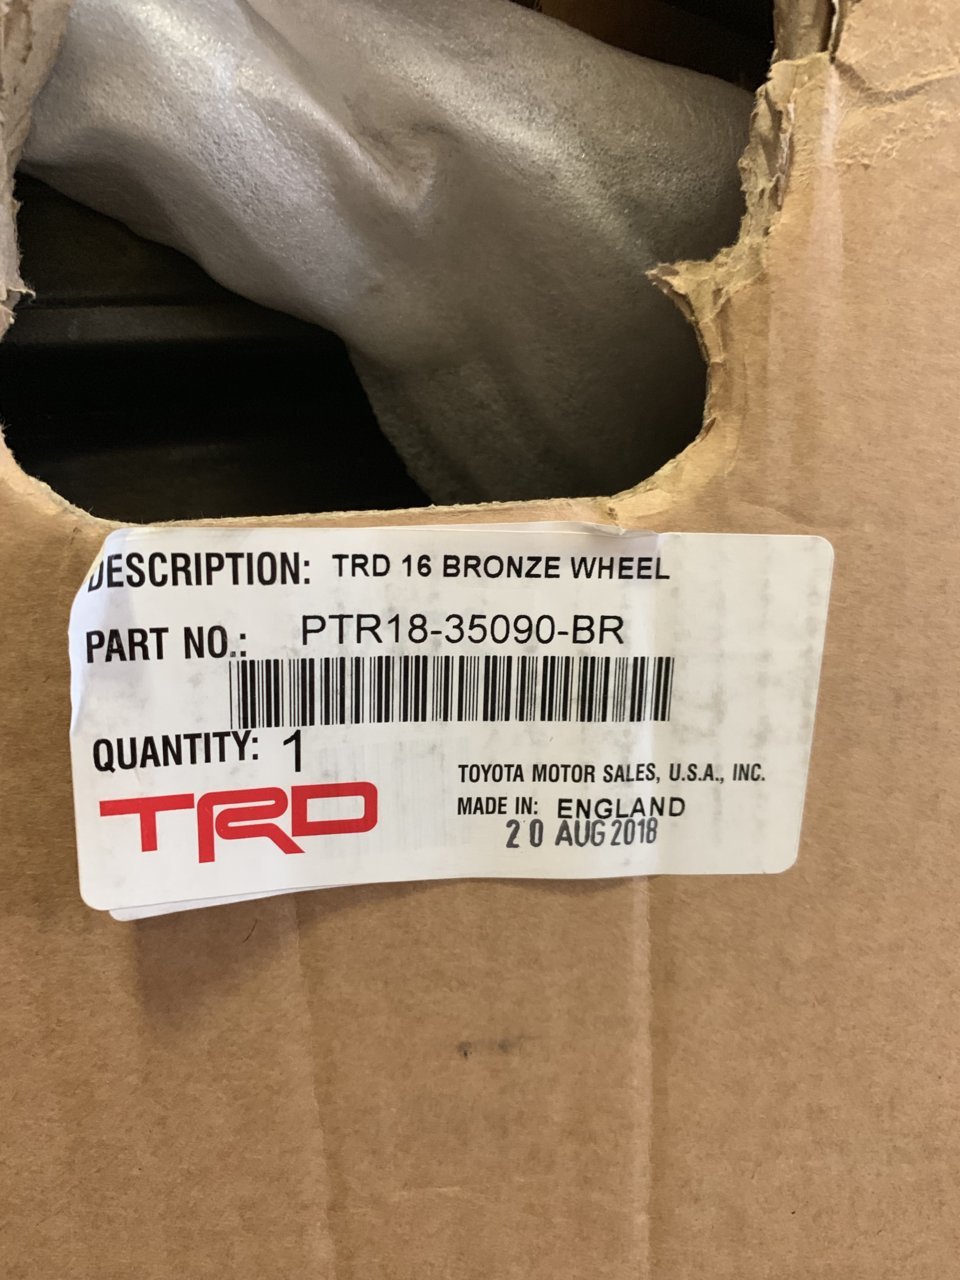 DESCRIPTION: TRD 16 BRONZE WHEEL
PART NO.: PTR18-35090-BR
QUANTITY: 1
TRD
TOYOTA MOTOR SALES, U.S.A., INC.
MADE IN: ENGLAND
20 AUG 2018